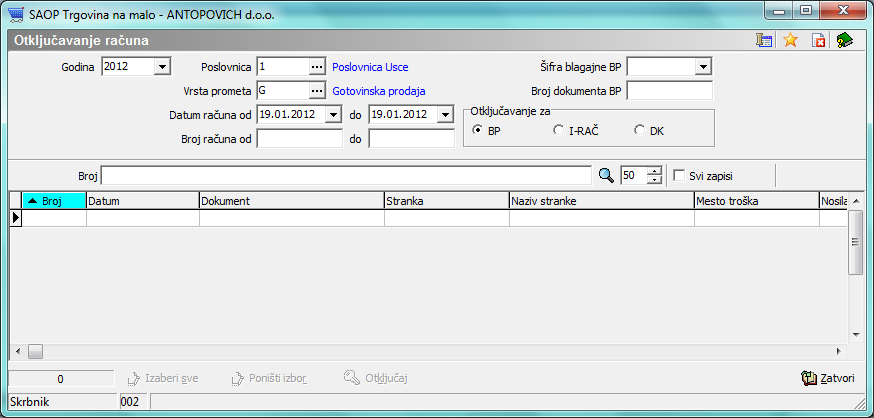 SAOP Trgovina na malo - ANTOPOVICH d.o.o.
Otključavanje računa
Godina 2012 Poslovnica 1 ... Poslovnica Usce Šifra blagajne BP
Vrsta prometa G ... Gotovinska prodaja Broj dokumenta BP
Datum računa od 19.01.2012 do 19.01.2012 Otključavanje za
Broj računa od do BP I-RAČ DK
Broj 50 Svi zapisi
Broj Datum Dokument Stranka Naziv stranke Mesto troška Nosila
0 Izaberi sve Poništi izbor Otključaj Zatvori
Skrbnik 002